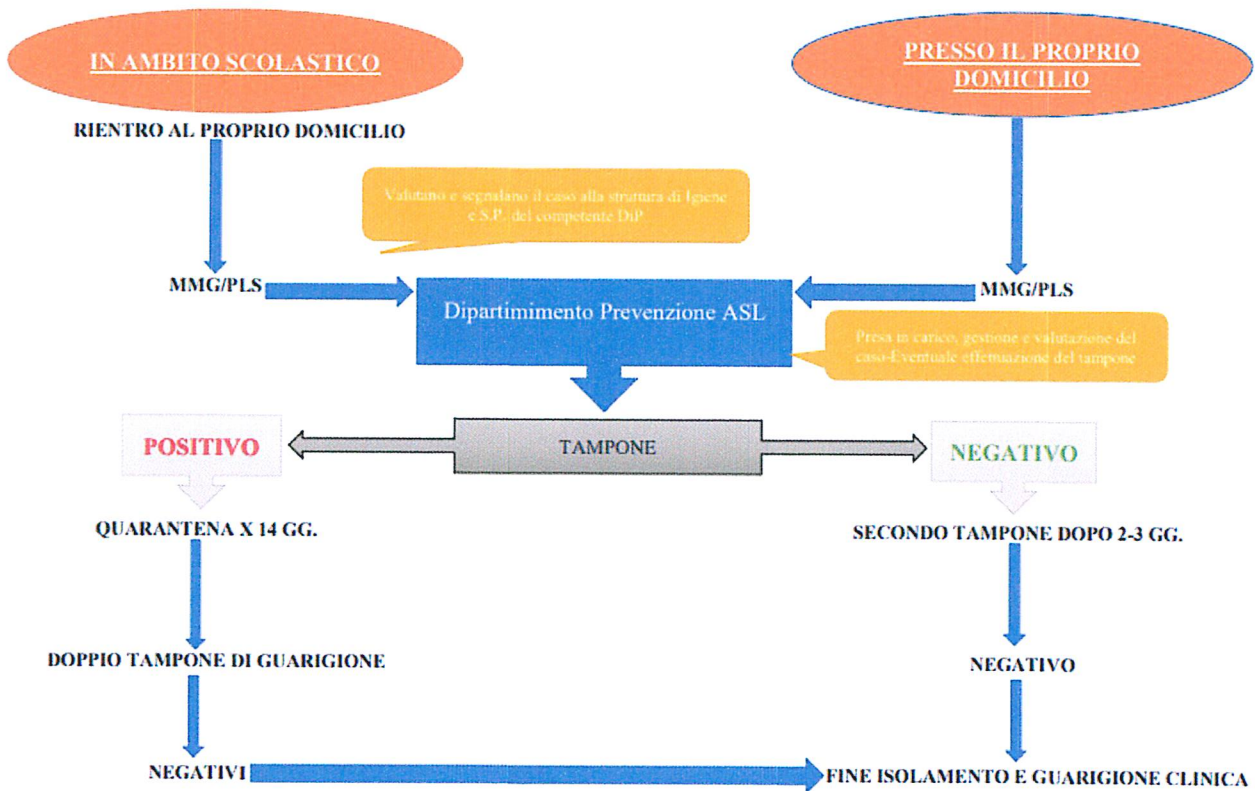 IN AMBITO SCOLASTICO
PRESSO IL PROPRIO
DOMICILIO
RIENTRO AL PROPRIO DOMICILIO
Valutano e segnalano il caso alla struttura di Igiene
e S.P. del competente DiP
MMG/PLS
MMG/PLS
Dipartimimento Prevenzione ASL
Presa in carico, gestione e valutazione del
caso-Eventuale effettuazione del tampone
POSITIVO
TAMPONE
NEGATIVO
QUARANTENA X 14 GG.
SECONDO TAMPONE DOPO 2-3 GG.
DOPPIO TAMPONE DI GUARIGIONE
NEGATIVO
NEGATIVI
FINE ISOLAMENTO E GUARIGIONE CLINICA